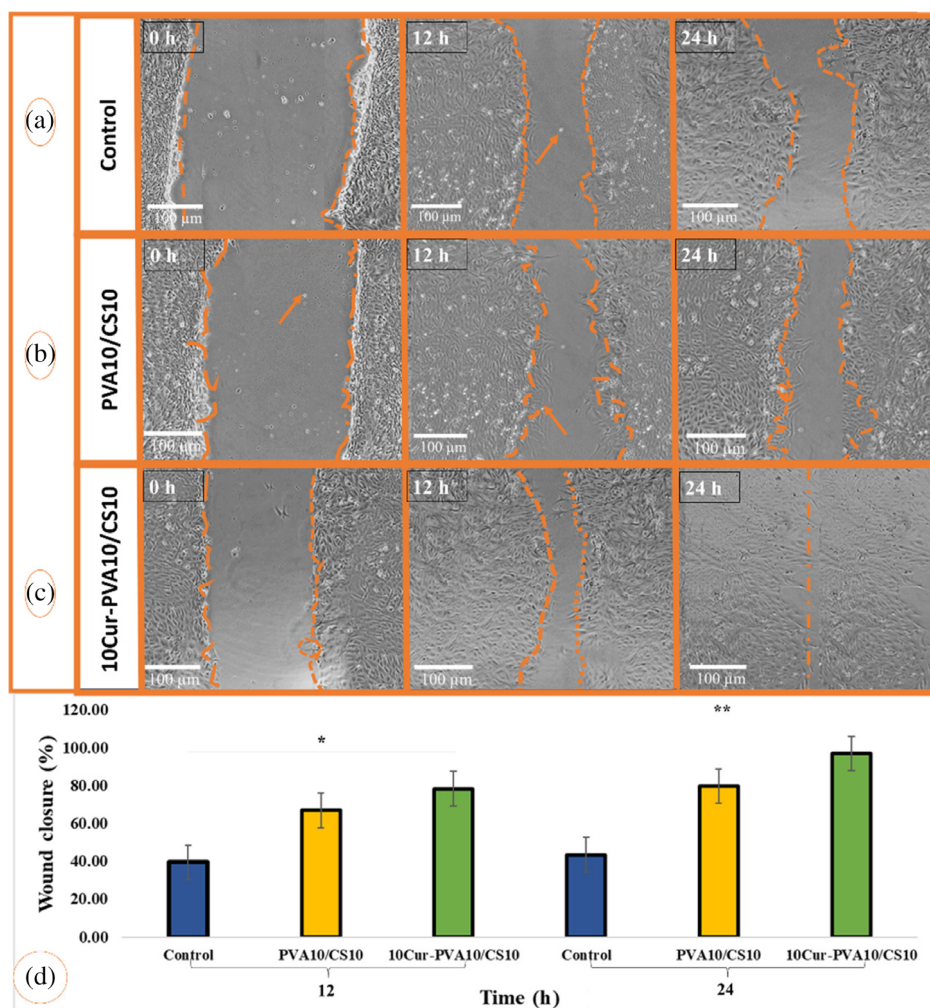 (a)
Control
0 h
100 µm
12 h
100 µm
24 h
100 µm
(b)
PVA10/CS10
0 h
100 µm
12 h
100 µm
24 h
100 µm
(c)
10Cur-PVA10/CS10
0 h
100 µm
12 h
100 µm
24 h
100 µm
(d)
Wound closure (%)
120.00
100.00
80.00
60.00
40.00
20.00
0.00
*
**
Control PVA10/CS10 10Cur-PVA10/CS10 Control PVA10/CS10 10Cur-PVA10/CS10
12 24
Time (h)